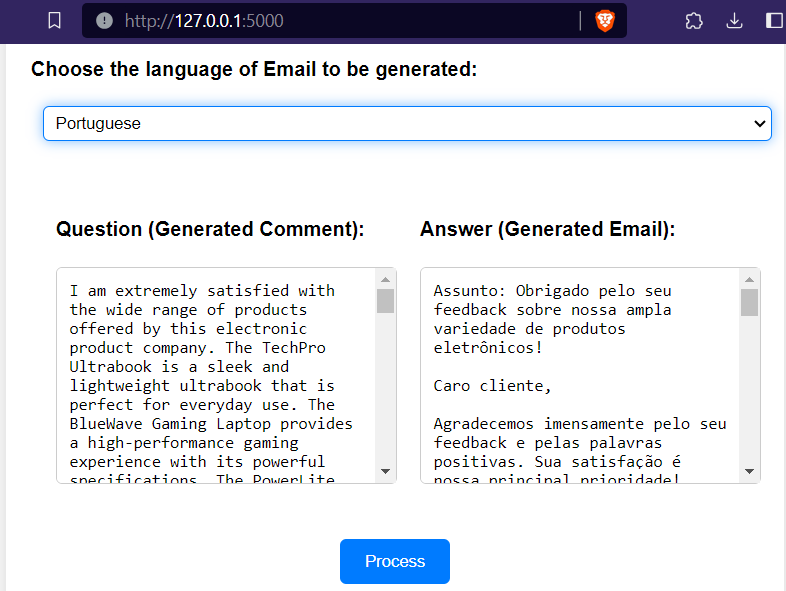 http://127.0.0.1:5000
Choose the language of Email to be generated:
Portuguese
Question (Generated Comment):
I am extremely satisfied with
the wide range of products
offered by this electronic
product company. The TechPro
Ultrabook is a sleek and
lightweight ultrabook that is
perfect for everyday use. The
BlueWave Gaming Laptop provides
a high-performance gaming
experience with its powerful
specifications. The PowerLite
Answer (Generated Email):
Assunto: Obrigado pelo seu
feedback sobre nossa ampla
variedade de produtos
eletrônicos!
Caro cliente,
Agradecemos imensamente pelo seu
feedback e pelas palavras
positivas. Sua satisfação é
nossa principal prioridade!
Process